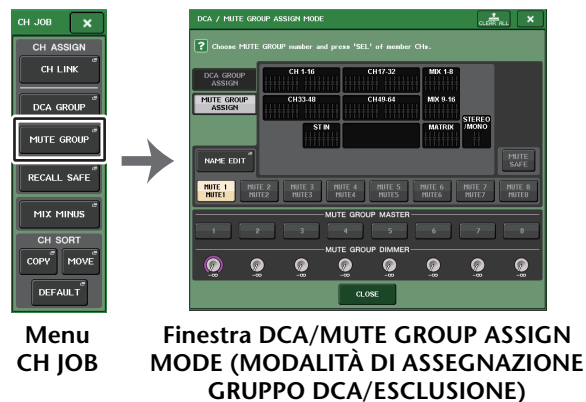 CH JOB
CH ASSIGN
CH LINK
DCA GROUP
MUTE GROUP
RECALL SAFE
MIX MINUS
CH SORT
COPY MOVE
DEFAULT
DCA / MUTE GROUP ASSIGN MODE
CLEAR ALL
? Choose MUTE GROUP number and press 'SEL' of member CHs.
DCA GROUP
ASSIGN
MUTE GROUP
ASSIGN
CH 1-16 CH17-32 MIX 1-8
CH33-48 CH49-64 MIX 9-16
ST IN MATRIX STEREO
/MONO
NAME EDIT
MUTE
SAFE
MUTE 1 MUTE 2 MUTE 3 MUTE 4 MUTE 5 MUTE 6 MUTE 7 MUTE 8
MUTE1 MUTE2 MUTE3 MUTE4 MUTE5 MUTE6 MUTE7 MUTE8
MUTE GROUP MASTER
1 2 3 4 5 6 7 8
MUTE GROUP DIMMER
-∞ -∞ -∞ -∞ -∞ -∞ -∞ -∞
CLOSE
Menu
CH JOB
Finestra DCA/MUTE GROUP ASSIGN
MODE (MODALITÀ DI ASSEGNAZIONE
GRUPPO DCA/ESCLUSIONE)